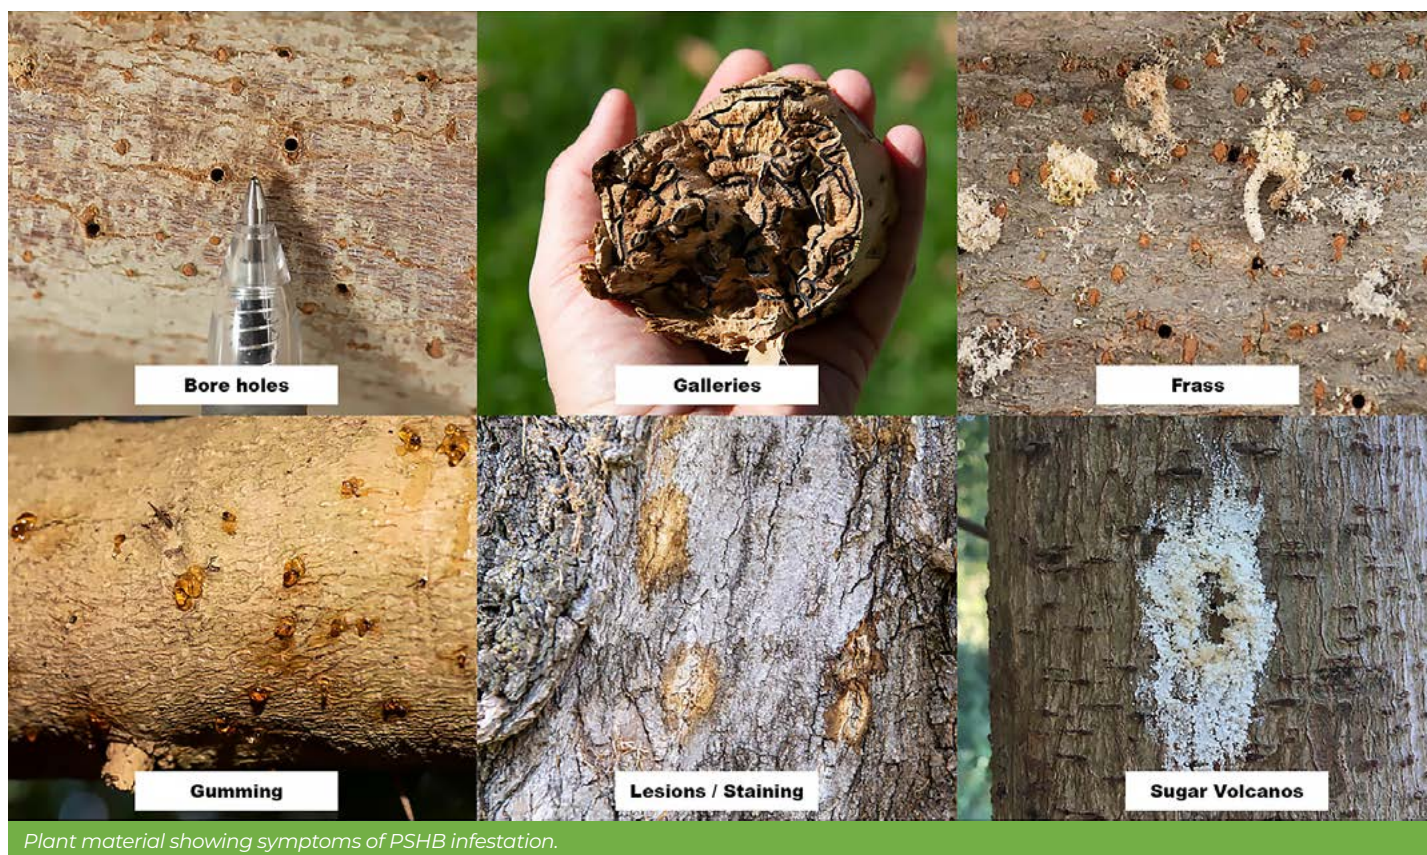 Bore holes
Galleries
Frass
Gumming
Lesions / Staining
Sugar Volcanos
Plant material showing symptoms of PSHB infestation.